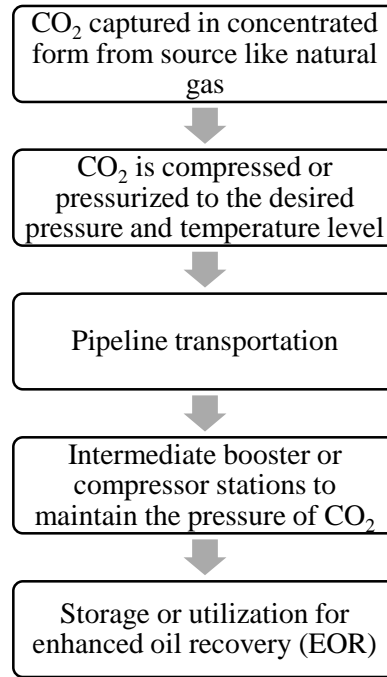 CO₂ captured in concentrated
form from source like natural
gas
CO₂ is compressed or
pressurized to the desired
pressure and temperature level
Pipeline transportation
Intermediate booster or
compressor stations to
maintain the pressure of CO₂
Storage or utilization for
enhanced oil recovery (EOR)